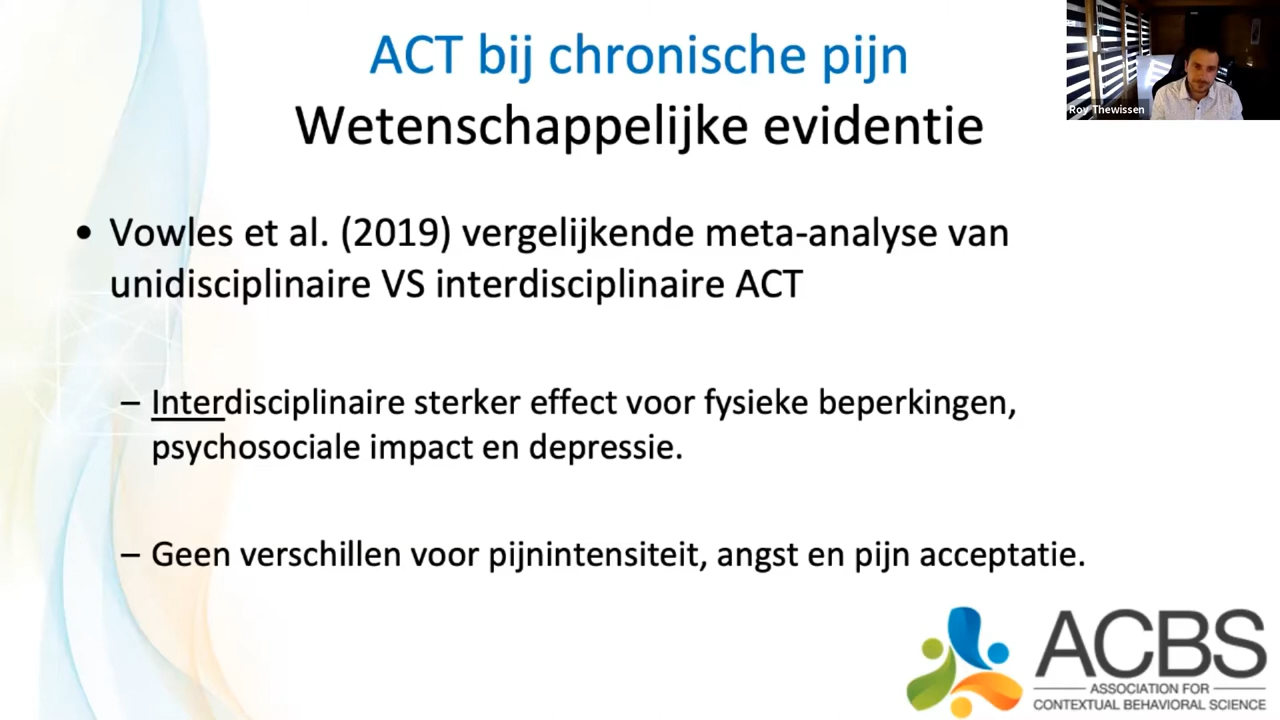 ACT bij chronische pijn
Wetenschappelijke evidentie
Roy Thewissen
• Vowles et al. (2019) vergelijkende meta-analyse van
unidisciplinaire VS interdisciplinaire ACT
– Interdisciplinaire sterker effect voor fysieke beperkingen,
psychosociale impact en depressie.
– Geen verschillen voor pijnintensiteit, angst en pijn acceptatie.
ACBS
ASSOCIATION FOR
CONTEXTUAL BEHAVIORAL SCIENCE